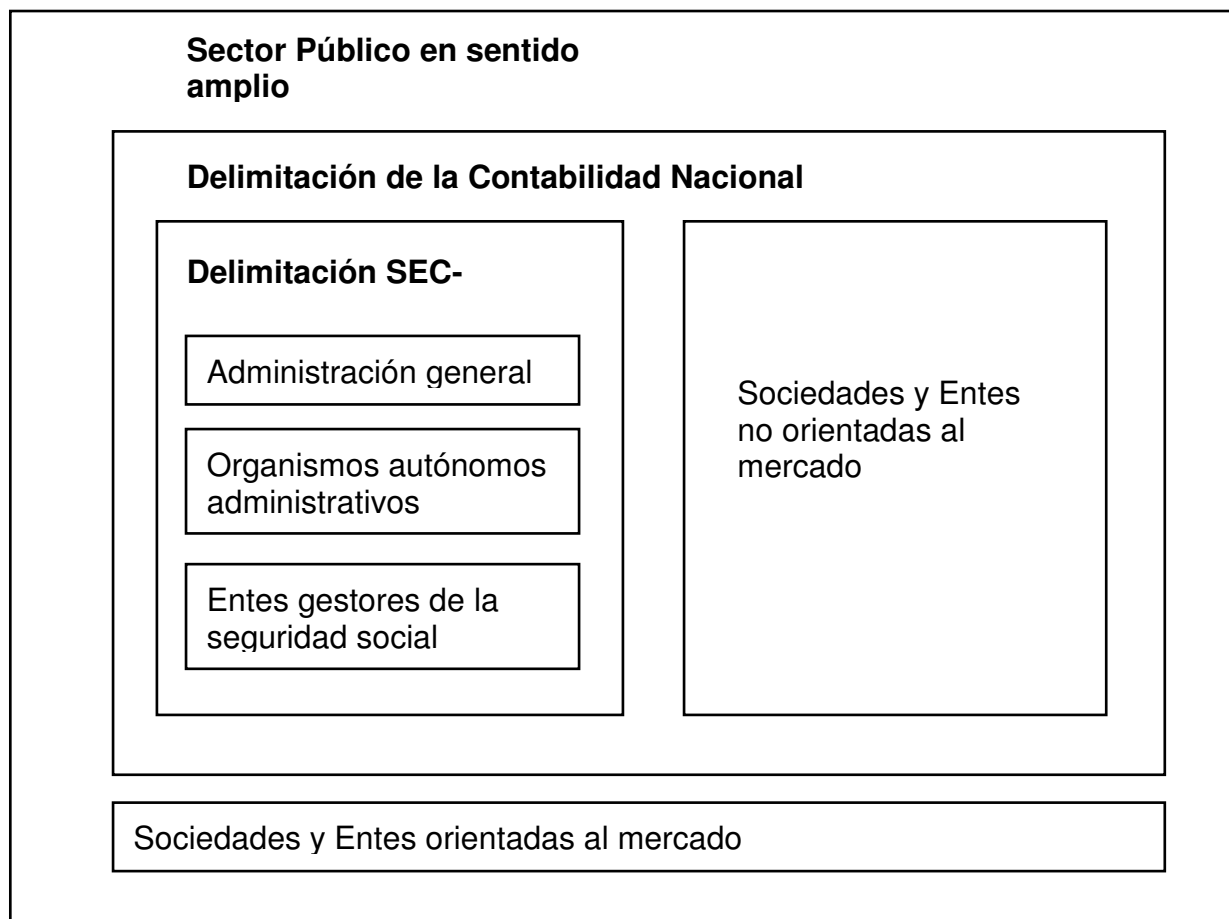 Sector Público en sentido
amplio
Delimitación de la Contabilidad Nacional
Delimitación SEC-
Administración general
Organismos autónomos
administrativos
Entes gestores de la
seguridad social
Sociedades y Entes
no orientadas al
mercado
Sociedades y Entes orientadas al mercado